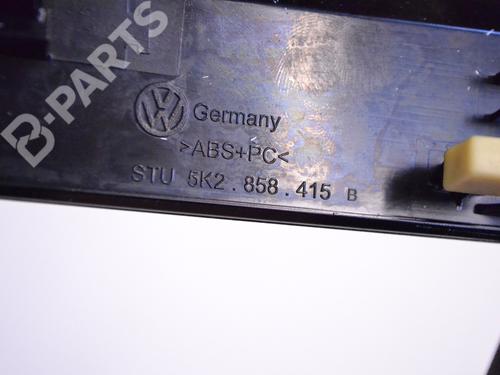 B-PARTS
Germany
>ABS+PC<
STU 5K2.858.415 B